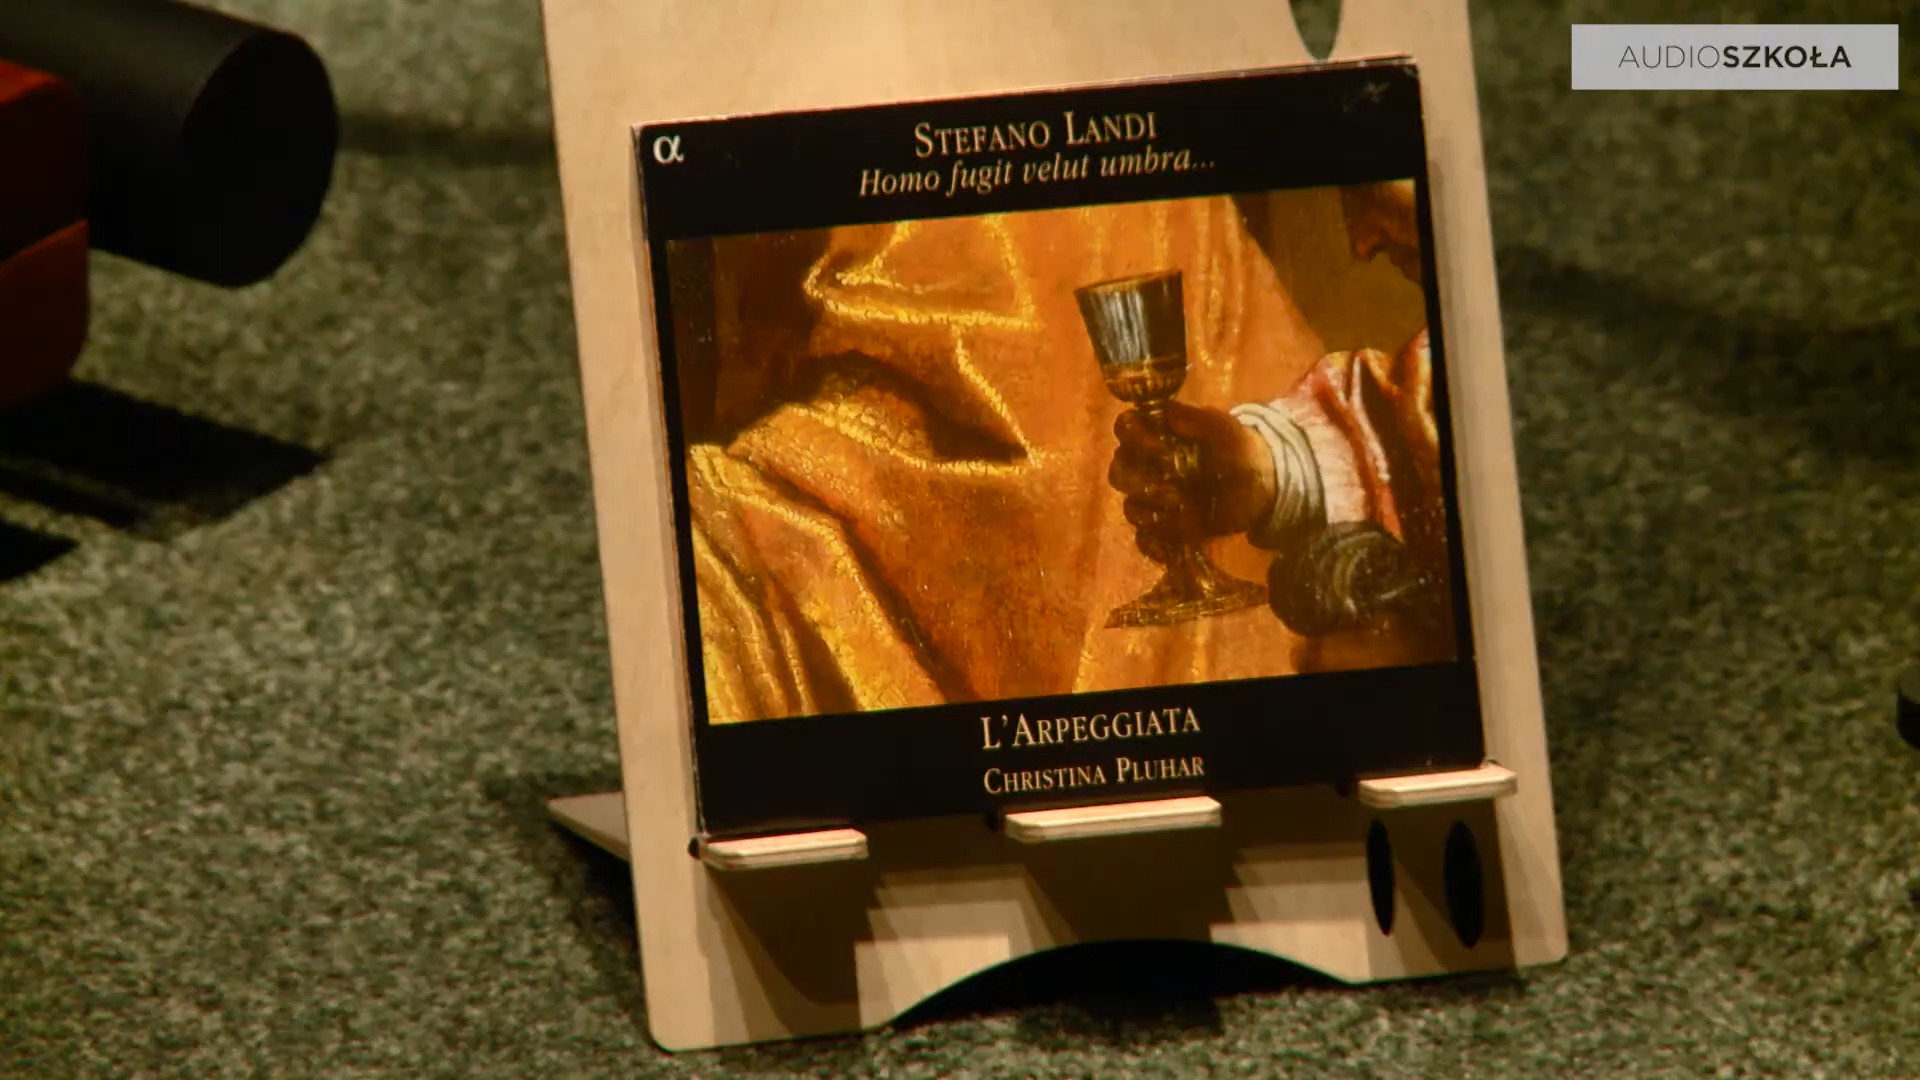 AUDIOSZKOŁA
α
STEFANO LANDI
Homo fugit velut umbra...
L'ARPEGGIATA
CHRISTINA PLUHAR